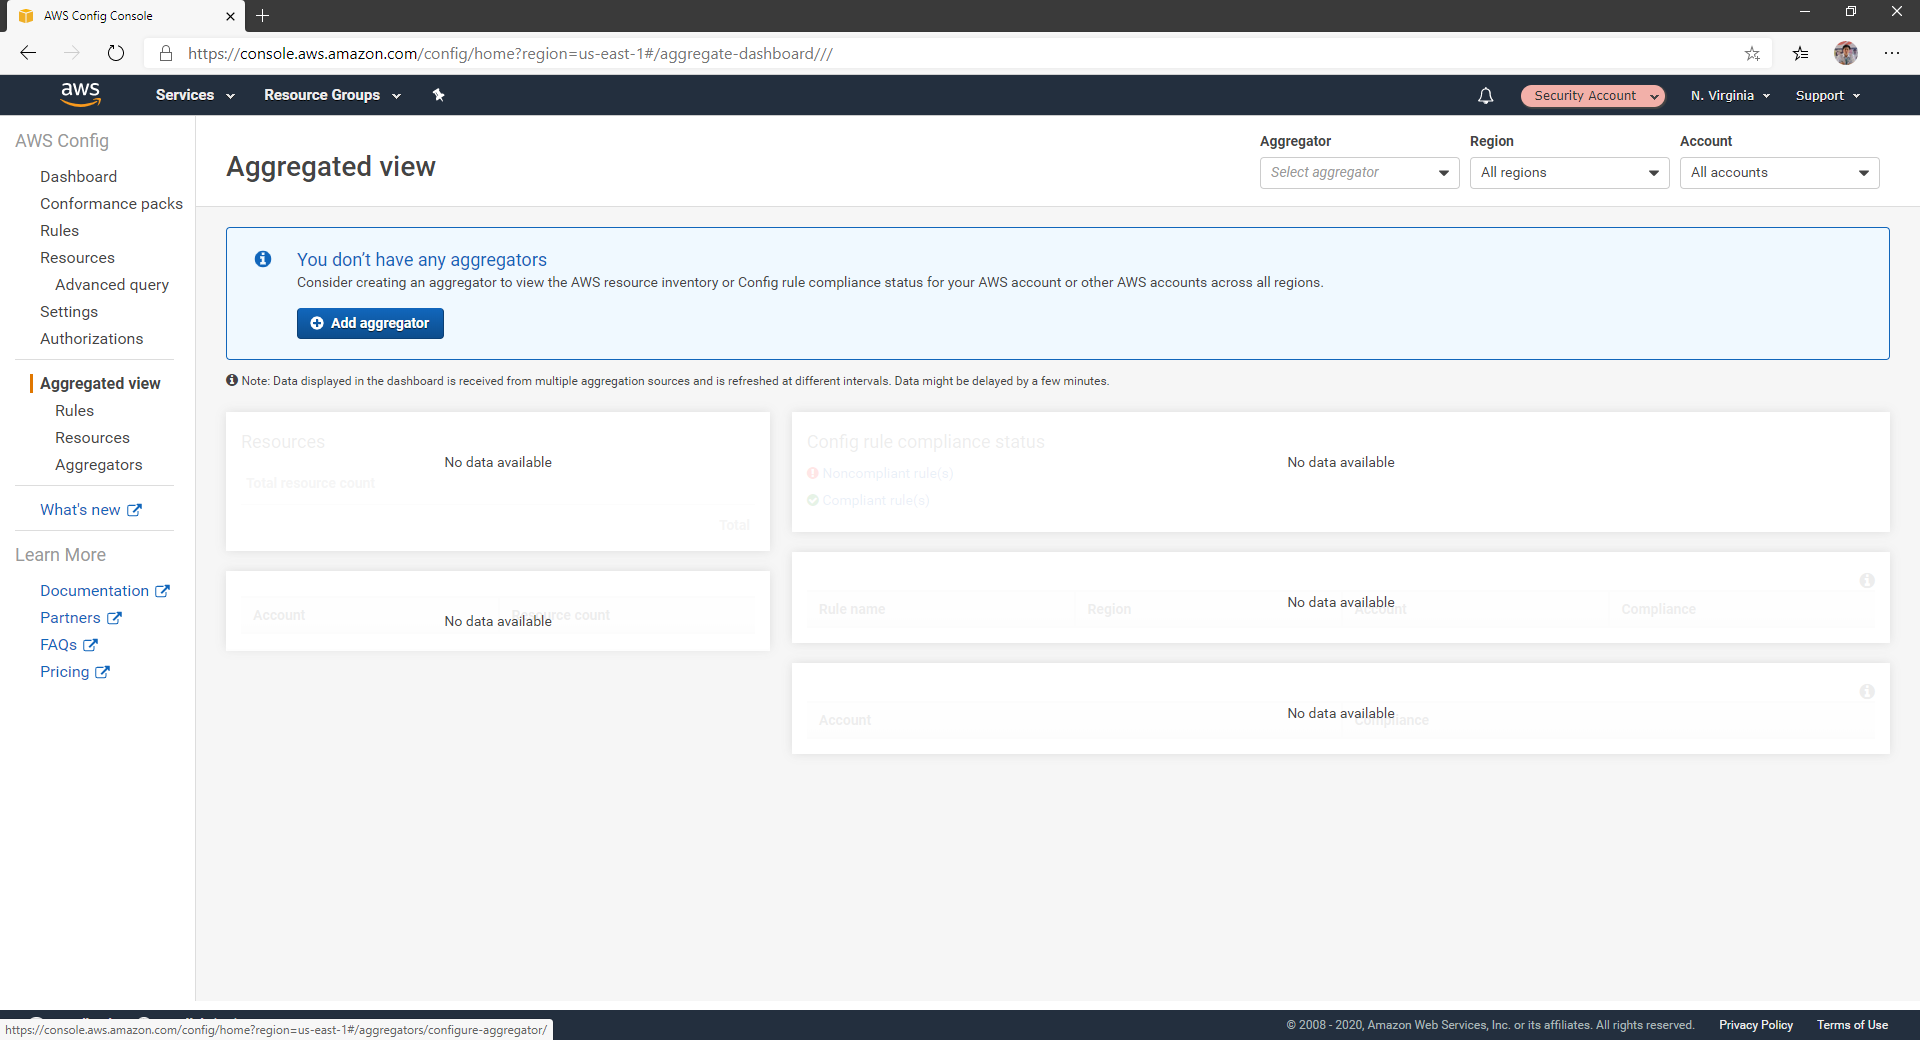 AWS Config Console
https://console.aws.amazon.com/config/home?region=us-east-1#/aggregate-dashboard///
aws
Services
Resource Groups
Security Account
N. Virginia
Support
AWS Config
Dashboard
Conformance packs
Rules
Resources
Advanced query
Settings
Authorizations
Aggregated view
Rules
Resources
Aggregators
What's new
Learn More
Documentation
Partners
FAQs
Pricing
Aggregated view
Aggregator
Select aggregator
Region
All regions
Account
All accounts
You don’t have any aggregators
Consider creating an aggregator to view the AWS resource inventory or Config rule compliance status for your AWS account or other AWS accounts across all regions.
Add aggregator
Note: Data displayed in the dashboard is received from multiple aggregation sources and is refreshed at different intervals. Data might be delayed by a few minutes.
Resources
No data available
Total resource count
Total
Account
Resource count
No data available
Config rule compliance status
No data available
Noncompliant rule(s)
Compliant rule(s)
Rule name
Region
No data available
Account
Compliance
Account
No data available
Compliance
https://console.aws.amazon.com/config/home?region=us-east-1#/aggregators/configure-aggregator/
© 2008 - 2020, Amazon Web Services, Inc. or its affiliates. All rights reserved.
Privacy Policy
Terms of Use